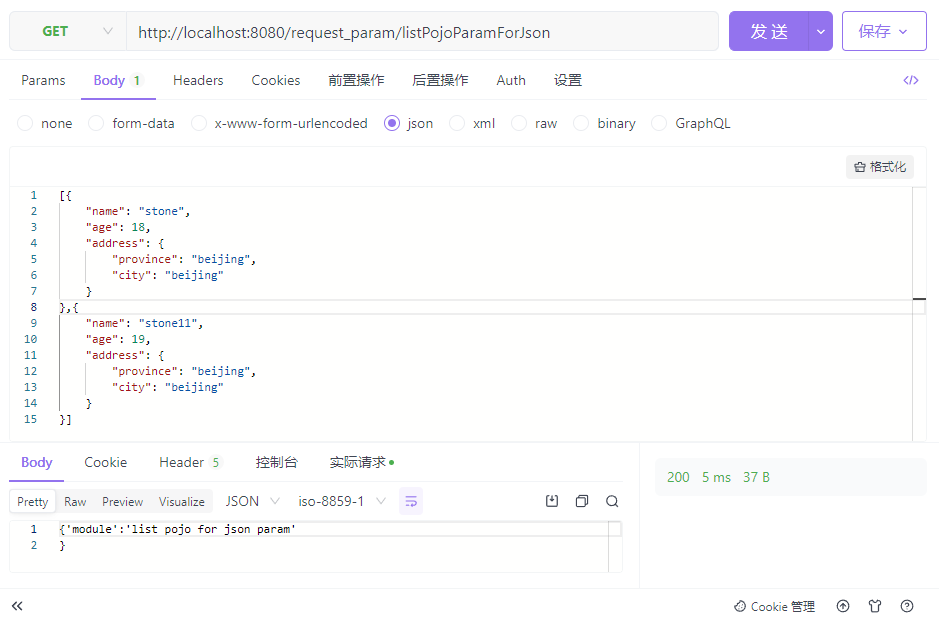 GET http://localhost:8080/request_param/listPojoParamForJson 发 送 保存
Params Body 1 Headers Cookies 前置操作 后置操作 Auth 设置 </>
none form-data x-www-form-urlencoded json xml raw binary GraphQL
格式化
1 [{
2 "name": "stone",
3 "age": 18,
4 "address": {
5 "province": "beijing",
6 "city": "beijing"
7 }
8 },{
9 "name": "stone11",
10 "age": 19,
11 "address": {
12 "province": "beijing",
13 "city": "beijing"
14 }
15 }]
Body Cookie Header 5 控制台 实际请求
200 5 ms 37 B
Pretty Raw Preview Visualize JSON iso-8859-1
1 {'module':'list pojo for json param'
2 }
Cookie 管理